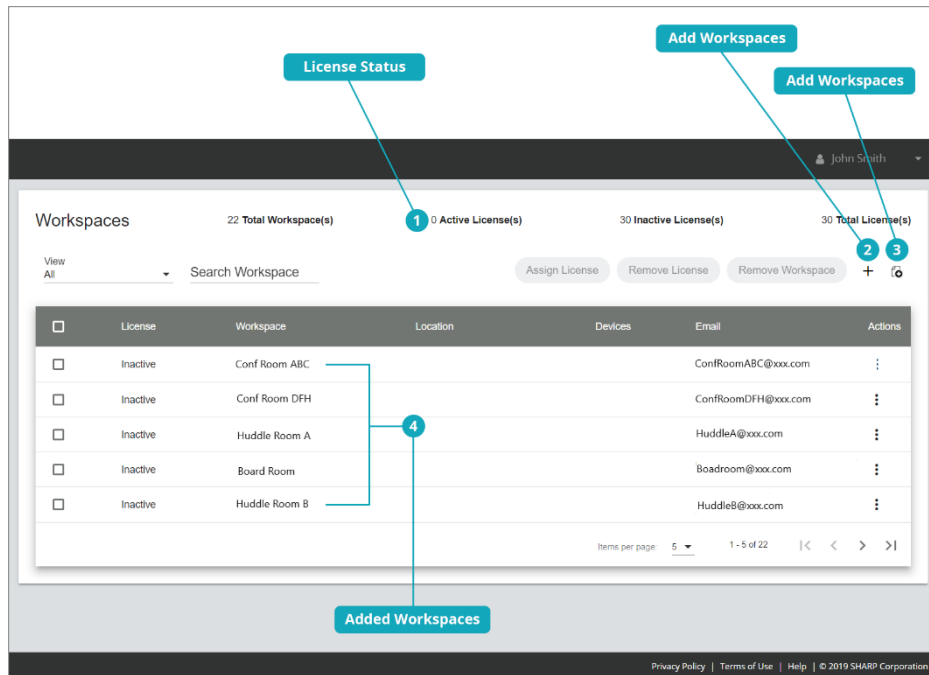 Add Workspaces
License Status
Add Workspaces
John Smith
Workspaces 22 Total Workspace(s) 1 0 Active License(s) 30 Inactive License(s) 30 Total License(s)
2 3
View
All Search Workspace Assign License Remove License Remove Workspace +
License Workspace Location Devices Email Actions
Inactive Conf Room ABC ConfRoomABC@xxx.com
Inactive Conf Room DFH ConfRoomDFH@xxx.com
4
Inactive Huddle Room A HuddleA@xxx.com
Inactive Board Room Boadroom@xxx.com
Inactive Huddle Room B HuddleB@xxx.com
Items per page: 5 1 - 5 of 22
Added Workspaces
Privacy Policy | Terms of Use | Help | © 2019 SHARP Corporation